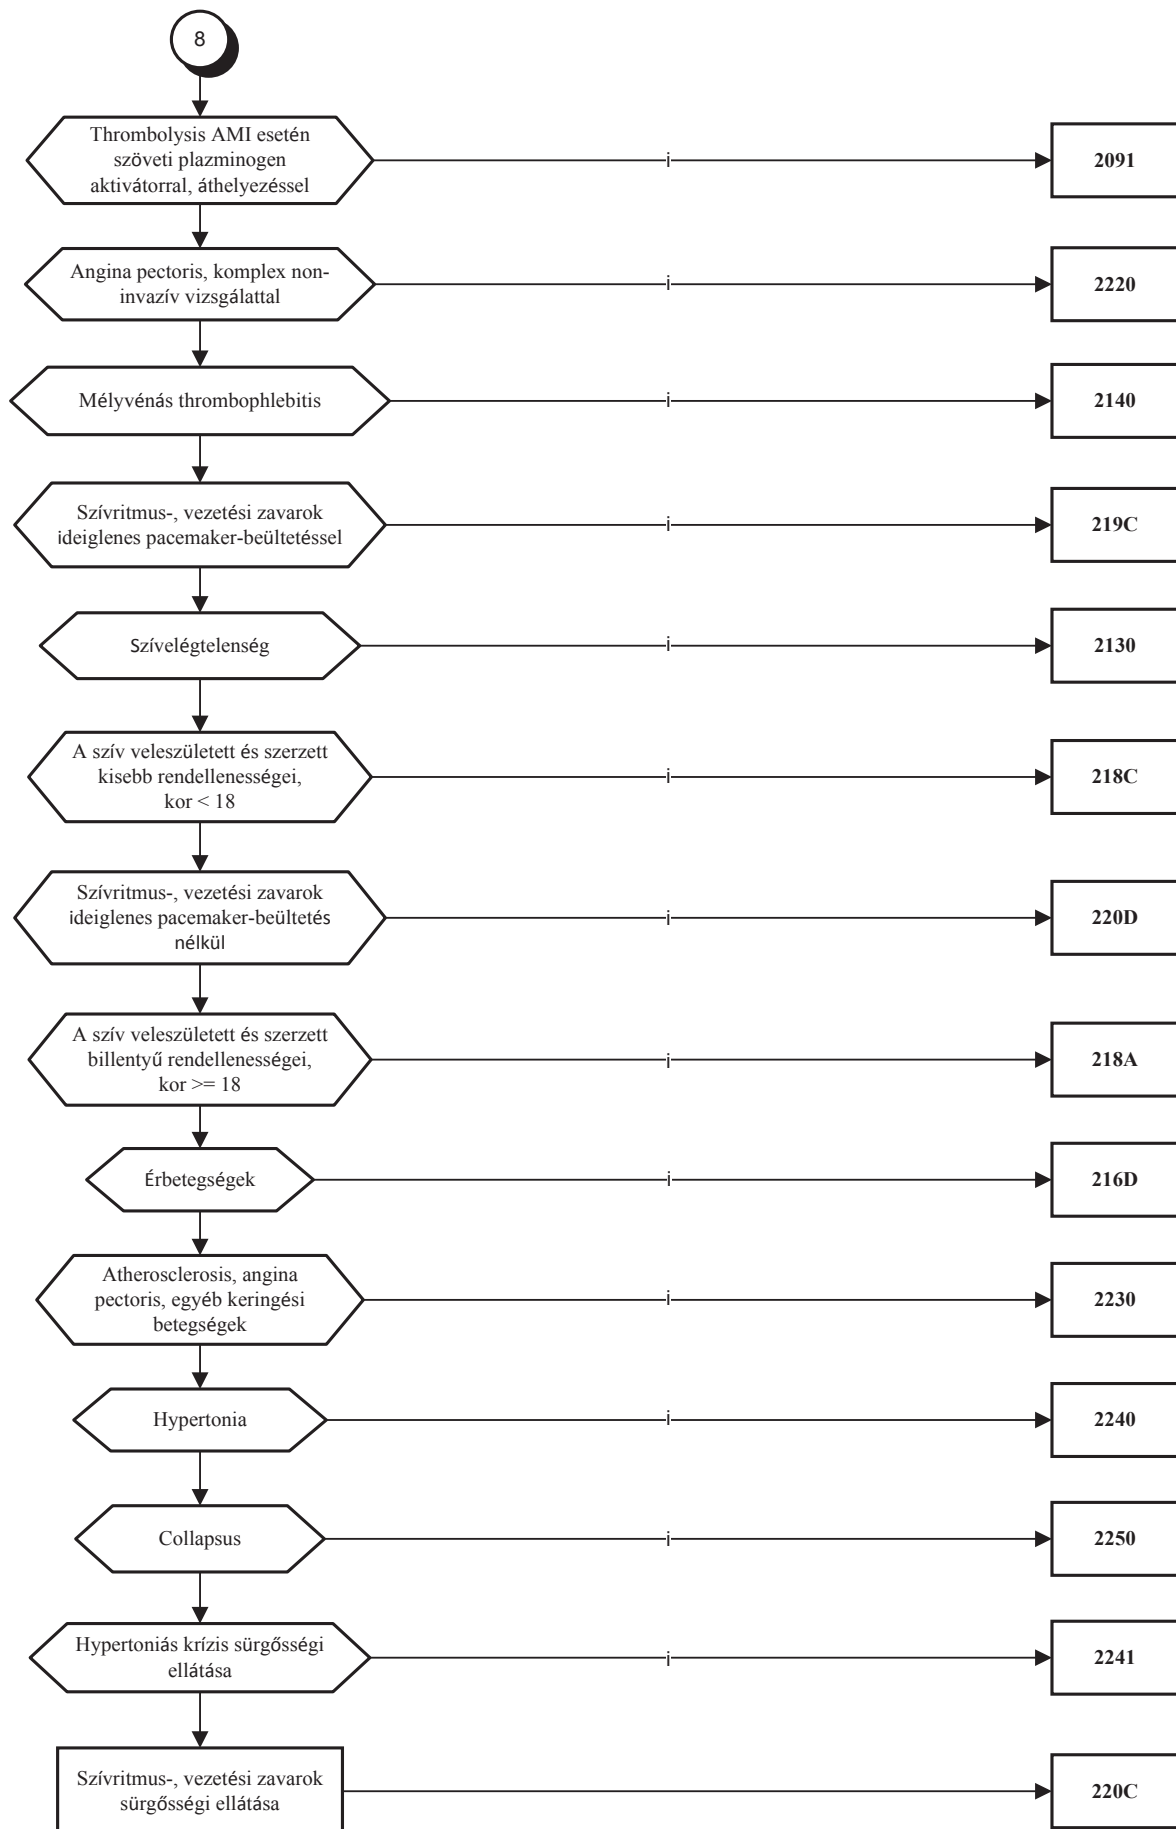 8
Thrombolysis AMI esetén
szöveti plazminogen
aktivátorral, áthelyezéssel
i
2091
Angina pectoris, komplex non-
invazív vizsgálattal
i
2220
Mélyvénás thrombophlebitis
i
2140
Szívritmus-, vezetési zavarok
ideiglenes pacemaker-beültetéssel
i
219C
Szívelégtelenség
i
2130
A szív veleszületett és szerzett
kisebb rendellenességei,
kor < 18
i
218C
Szívritmus-, vezetési zavarok
ideiglenes pacemaker-beültetés
nélkül
i
220D
A szív veleszületett és szerzett
billentyű rendellenességei,
kor >= 18
i
218A
Érbetegségek
i
216D
Atherosclerosis, angina
pectoris, egyéb keringési
betegségek
i
2230
Hypertonia
i
2240
Collapsus
i
2250
Hypertoniás krízis sürgősségi
ellátása
i
2241
Szívritmus-, vezetési zavarok
sürgősségi ellátása
220C